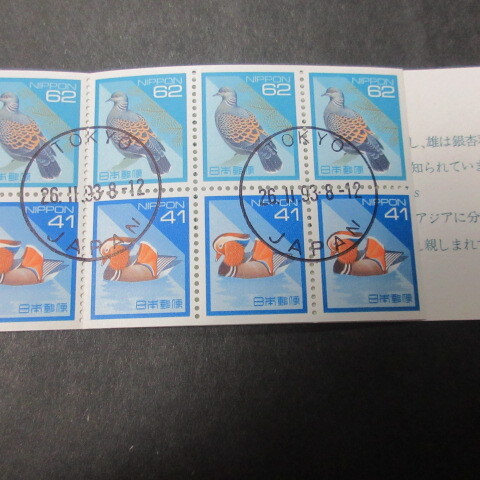 NIPPON NIPPON NIPPON NIPPON
62 62 62 62
日本郵便 日本郵便 日本郵便
NIPPON NIPPON NIPPON NIPPON
41 41 41 41
日本郵便 日本郵便 日本郵便 日本郵便
TOKYO
26.11.93.8-12
JAPAN
TOKYO
26.11.93.8-12
JAPAN
し、雄は銀杏
知られていま
s
アジアに分
親しまれて